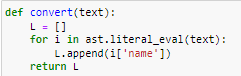 def convert(text):
    L = []
    for i in ast.literal_eval(text):
        L.append(i['name'])
    return L